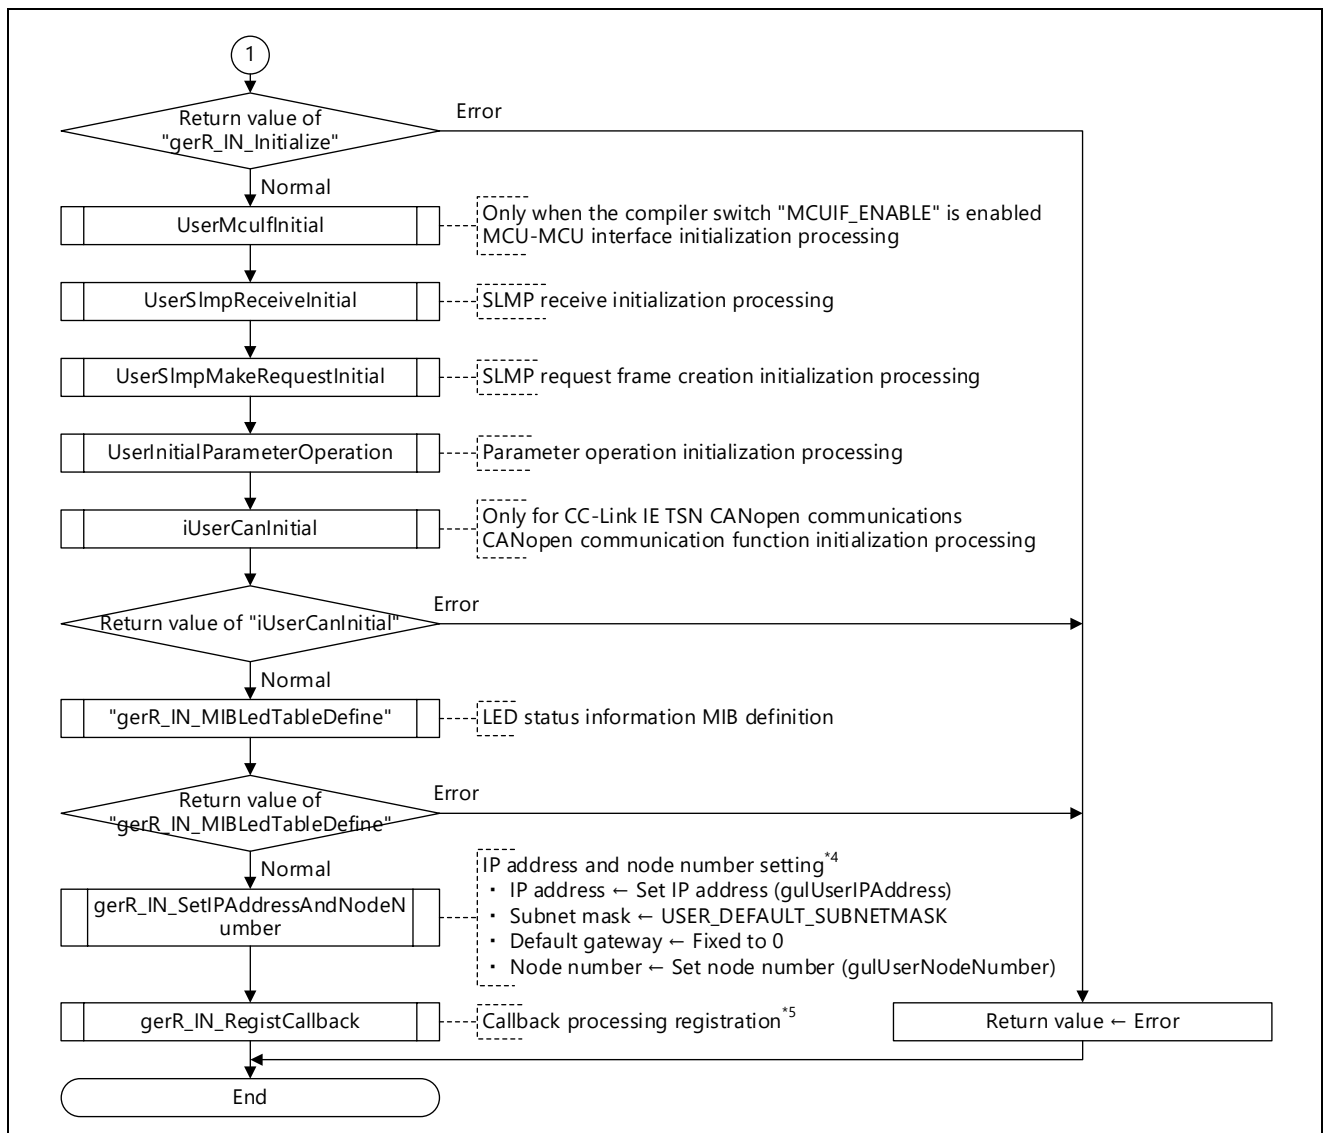 1
Return value of
"gerR_IN_Initialize"
Error
Normal
UserMcuIfInitial
Only when the compiler switch "MCUIF_ENABLE" is enabled
MCU-MCU interface initialization processing
UserSlmpReceiveInitial
SLMP receive initialization processing
UserSlmpMakeRequestInitial
SLMP request frame creation initialization processing
UserInitialParameterOperation
Parameter operation initialization processing
iUserCanInitial
Only for CC-Link IE TSN CANopen communications
CANopen communication function initialization processing
Return value of "iUserCanInitial"
Error
Normal
"gerR_IN_MIBLedTableDefine"
LED status information MIB definition
Return value of
"gerR_IN_MIBLedTableDefine"
Error
Normal
gerR_IN_SetIPAddressAndNodeN
umber
IP address and node number setting*4
・ IP address ← Set IP address (gulUserIPAddress)
・ Subnet mask ← USER_DEFAULT_SUBNETMASK
・ Default gateway ← Fixed to 0
・ Node number ← Set node number (gulUserNodeNumber)
gerR_IN_RegistCallback
Callback processing registration*5
Return value ← Error
End